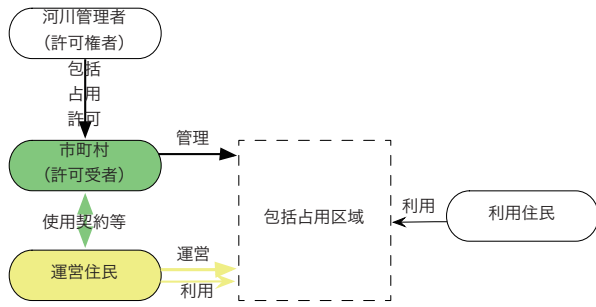 河川管理者
（許可権者）
包括
占用
許可
市町村
（許可受者）
管理
包括占用区域
利用
利用住民
使用契約等
運営住民
運営
利用